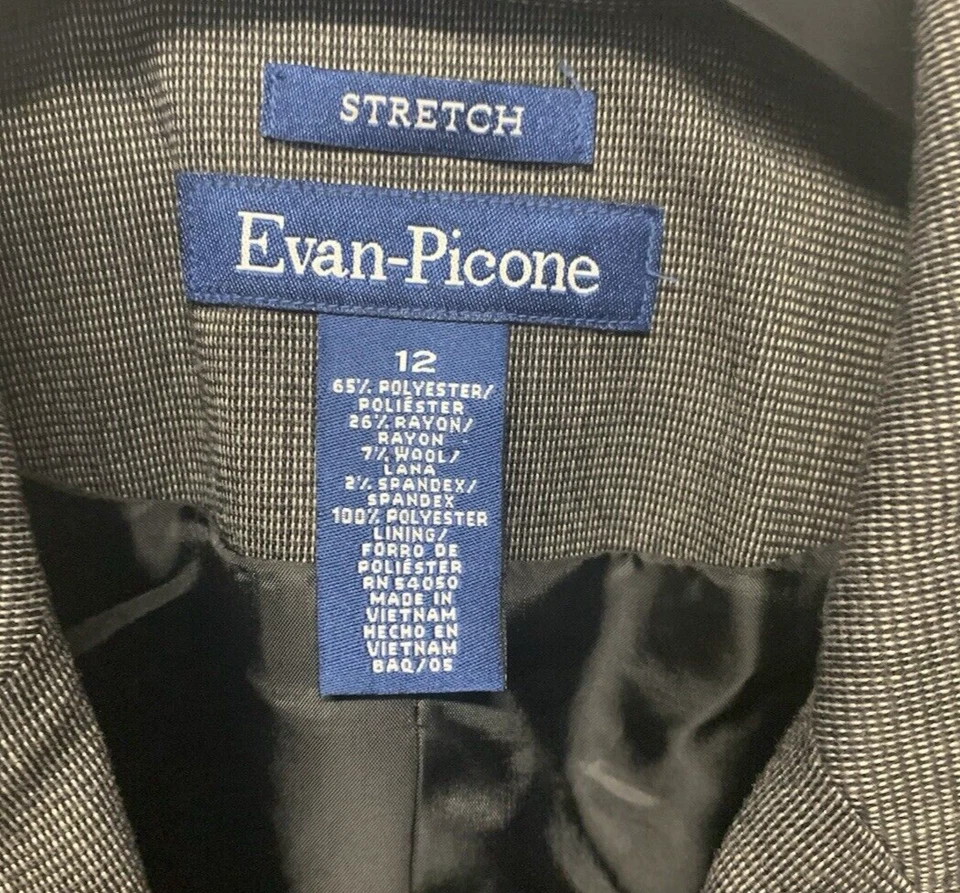 STRETCH
Evan-Picone
12
65% POLYESTER/
POLIÉSTER
26% RAYON/
RAYON
7% WOOL/
LANA
2% SPANDEX/
SPANDEX
100% POLYESTER
LINING/
FORRO DE
POLIÉSTER
RN 54050
MADE IN
VIETNAM
HECHO EN
VIETNAM
BAQ/05